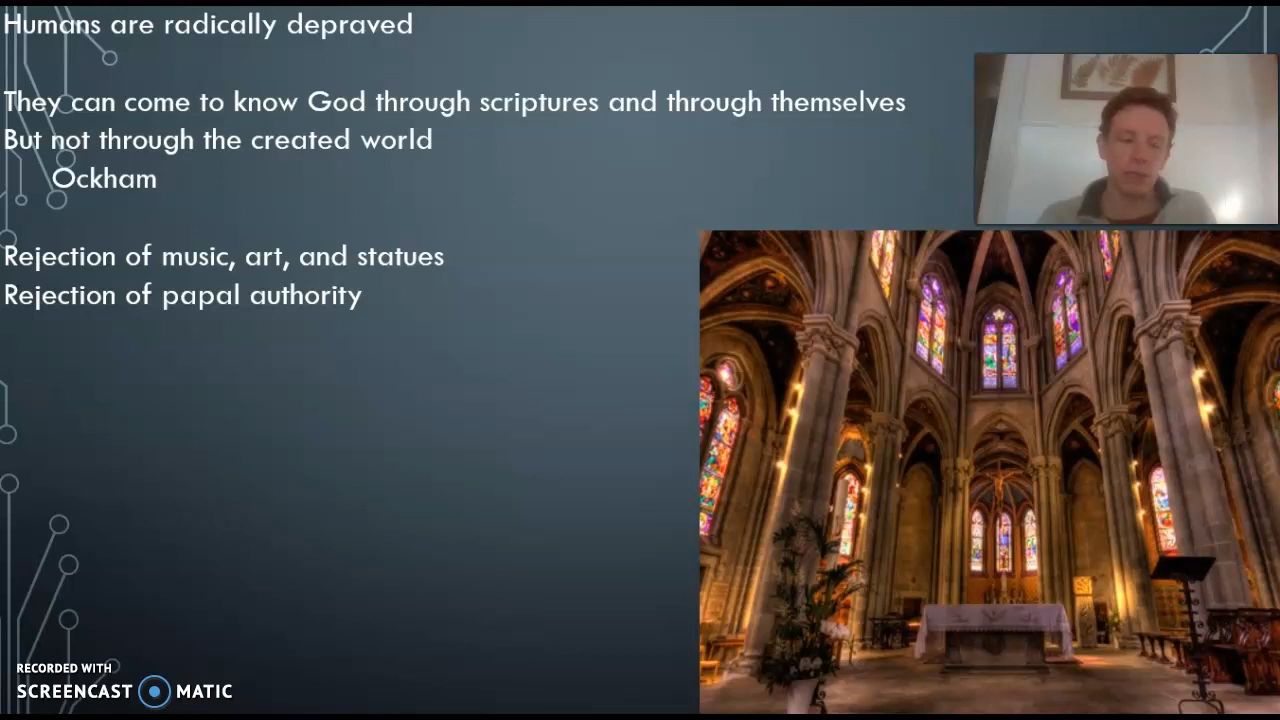 Humans are radically depraved
They can come to know God through scriptures and through themselves
But not through the created world
Ockham
Rejection of music, art, and statues
Rejection of papal authority
RECORDED WITH
SCREENCAST MATIC